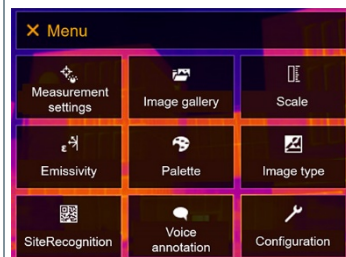 × Menu
Measurement
settings
Image gallery
Scale
ε
Emissivity
Palette
Image type
SiteRecognition
Voice
annotation
Configuration